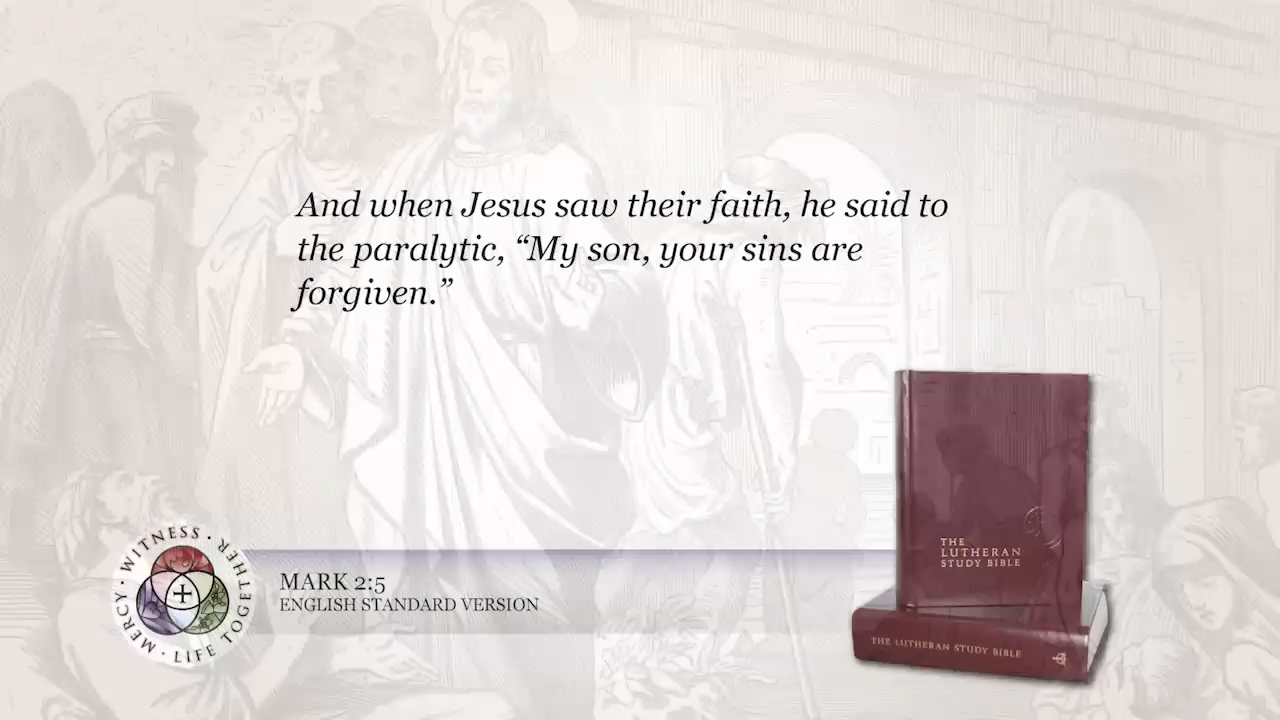 And when Jesus saw their faith, he said to
the paralytic, “My son, your sins are
forgiven.”
THE
LUTHERAN
STUDY BIBLE
MARK 2:5
ENGLISH STANDARD VERSION
THE LUTHERAN STUDY BIBLE
WITNESS · MERCY · LIFE TOGETHER ·